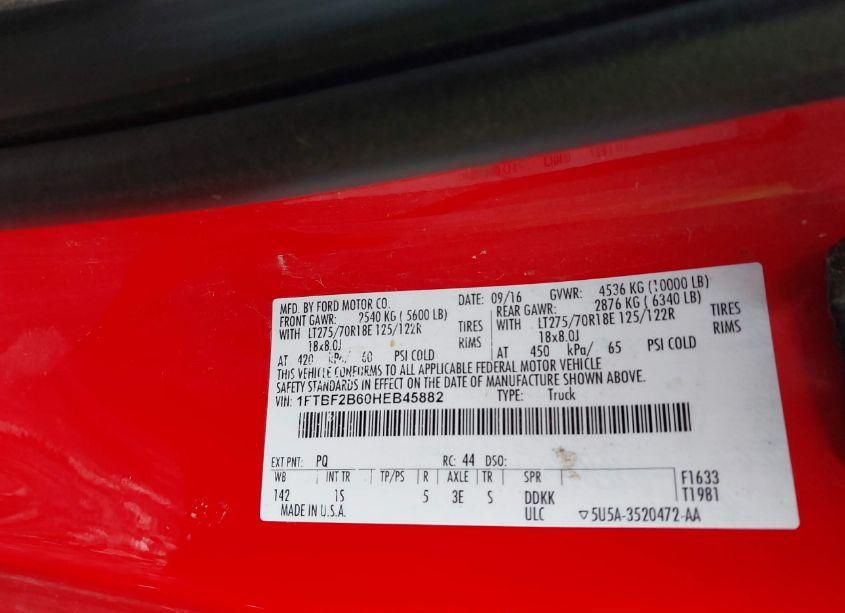 MFD. BY FORD MOTOR CO. DATE: 09/16 GVWR: 4536 KG (10000 LB)
FRONT GAWR: 2540 KG ( 5600 LB) REAR GAWR: 2876 KG ( 6340 LB)
WITH LT275/70R18E 125/122R TIRES WITH LT275/70R18E 125/122R TIRES
18x8.0J RIMS 18x8.0J RIMS
AT 420 kPa/ 60 PSI COLD AT 450 kPa/ 65 PSI COLD
THIS VEHICLE CONFORMS TO ALL APPLICABLE FEDERAL MOTOR VEHICLE
SAFETY STANDARDS IN EFFECT ON THE DATE OF MANUFACTURE SHOWN ABOVE.
VIN: 1FTBF2B60HEB45882 TYPE: Truck
EXT PNT: PQ RC: 44 DSO:
WB INT TR TP/PS R AXLE TR SPR F1633
142 1S 5 3E S DDKK T1981
MADE IN U.S.A. ULC ▽5U5A-3520472-AA